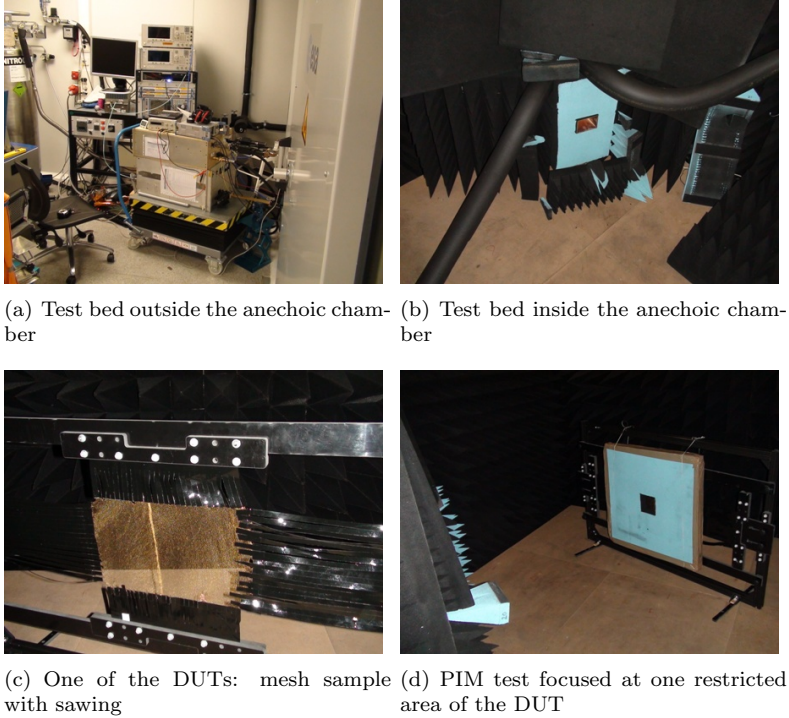 NITRO
(a) Test bed outside the anechoic cham-
ber
(b) Test bed inside the anechoic cham-
ber
(c) One of the DUTs: mesh sample
with sawing
(d) PIM test focused at one restricted
area of the DUT